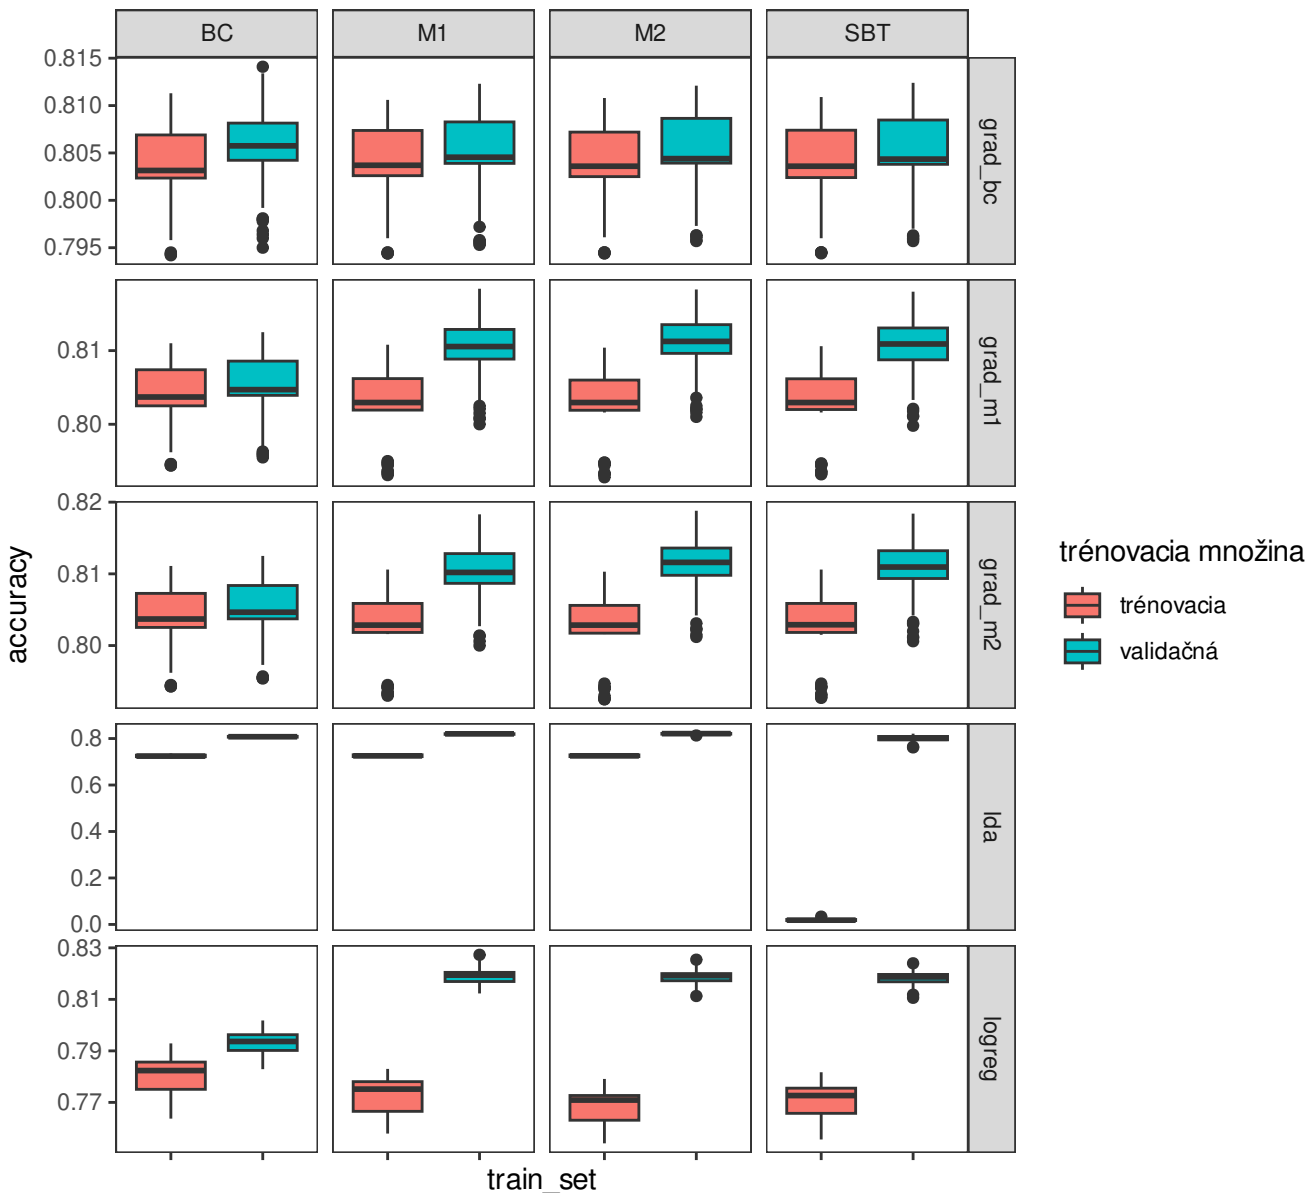 BC M1 M2 SBT
0.815
0.810
0.805
0.800
0.795
grad_bc
0.81
0.80
grad_m1
0.82
0.81
0.80
grad_m2
0.8
0.6
0.4
0.2
0.0
lda
0.83
0.81
0.79
0.77
logreg
accuracy
train_set
trénovacia množina
trénovacia
validačná